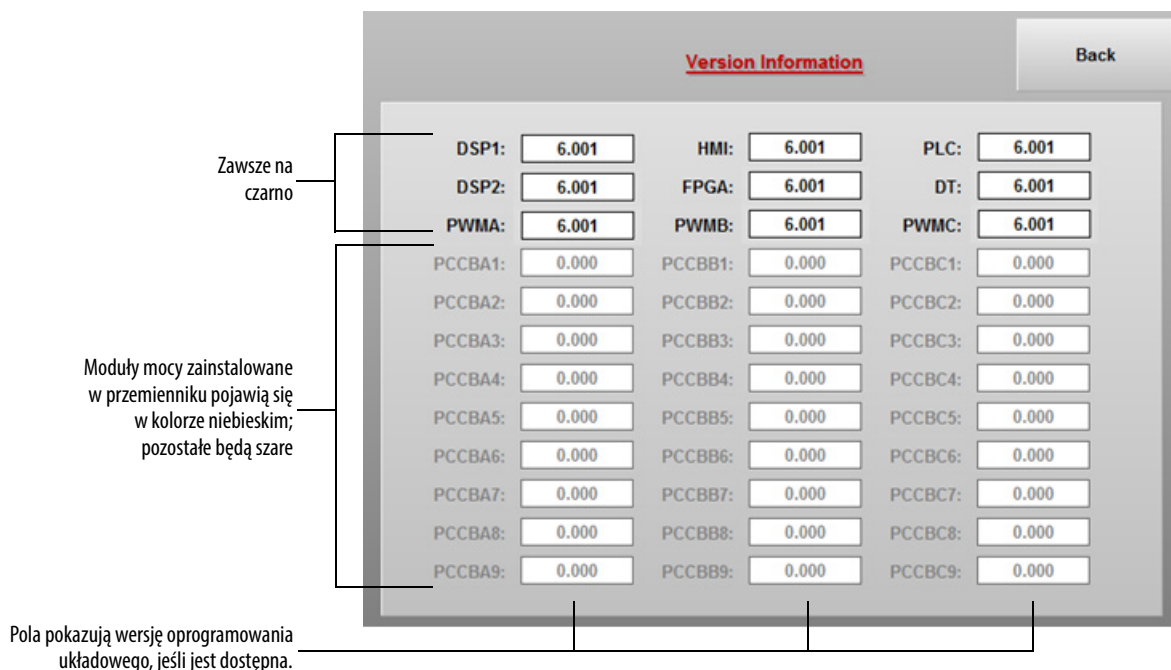 Version Information
Back
Zawsze na
czarno
DSP1: 6.001 HMI: 6.001 PLC: 6.001
DSP2: 6.001 FPGA: 6.001 DT: 6.001
PWMA: 6.001 PWMB: 6.001 PWMC: 6.001
Moduły mocy zainstalowane
w przemienniku pojawią się
w kolorze niebieskim;
pozostałe będą szare
PCCBA1: 0.000 PCCBB1: 0.000 PCCBC1: 0.000
PCCBA2: 0.000 PCCBB2: 0.000 PCCBC2: 0.000
PCCBA3: 0.000 PCCBB3: 0.000 PCCBC3: 0.000
PCCBA4: 0.000 PCCBB4: 0.000 PCCBC4: 0.000
PCCBA5: 0.000 PCCBB5: 0.000 PCCBC5: 0.000
PCCBA6: 0.000 PCCBB6: 0.000 PCCBC6: 0.000
PCCBA7: 0.000 PCCBB7: 0.000 PCCBC7: 0.000
PCCBA8: 0.000 PCCBB8: 0.000 PCCBC8: 0.000
PCCBA9: 0.000 PCCBB9: 0.000 PCCBC9: 0.000
Pola pokazują wersję oprogramowania
układowego, jeśli jest dostępna.